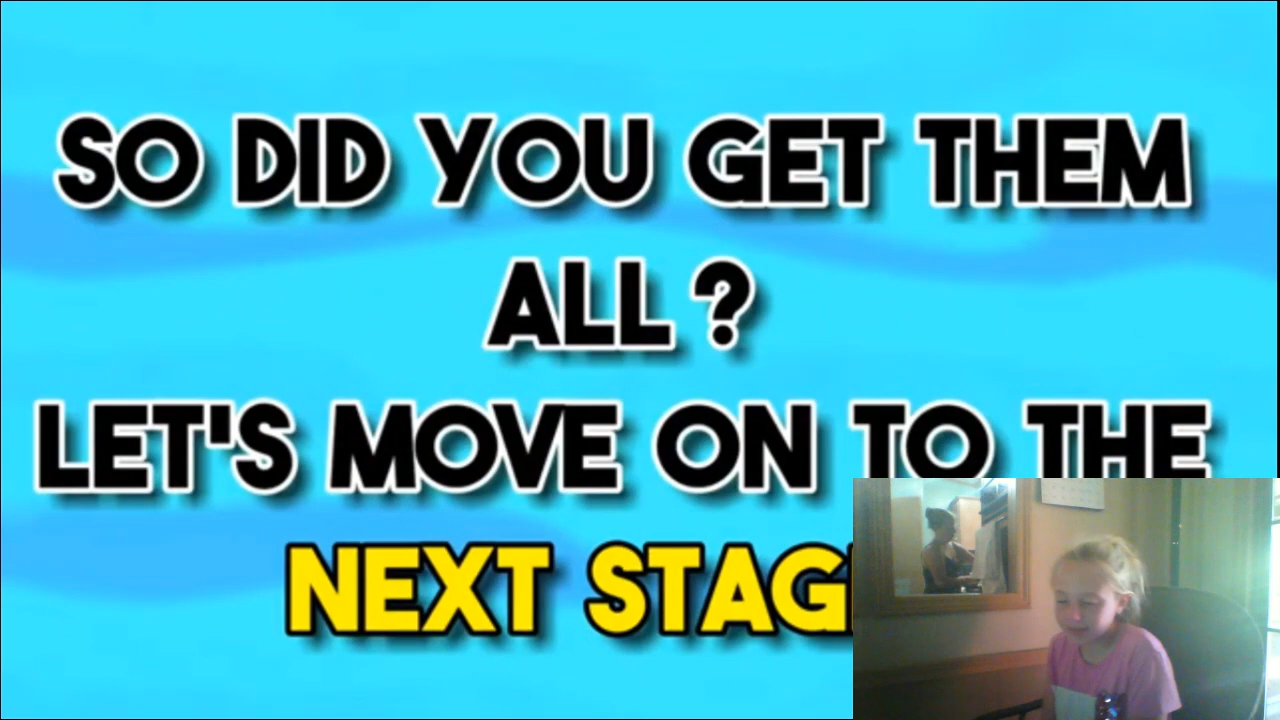 SO DID YOU GET THEM
ALL ?
LET'S MOVE ON TO THE
NEXT STAG